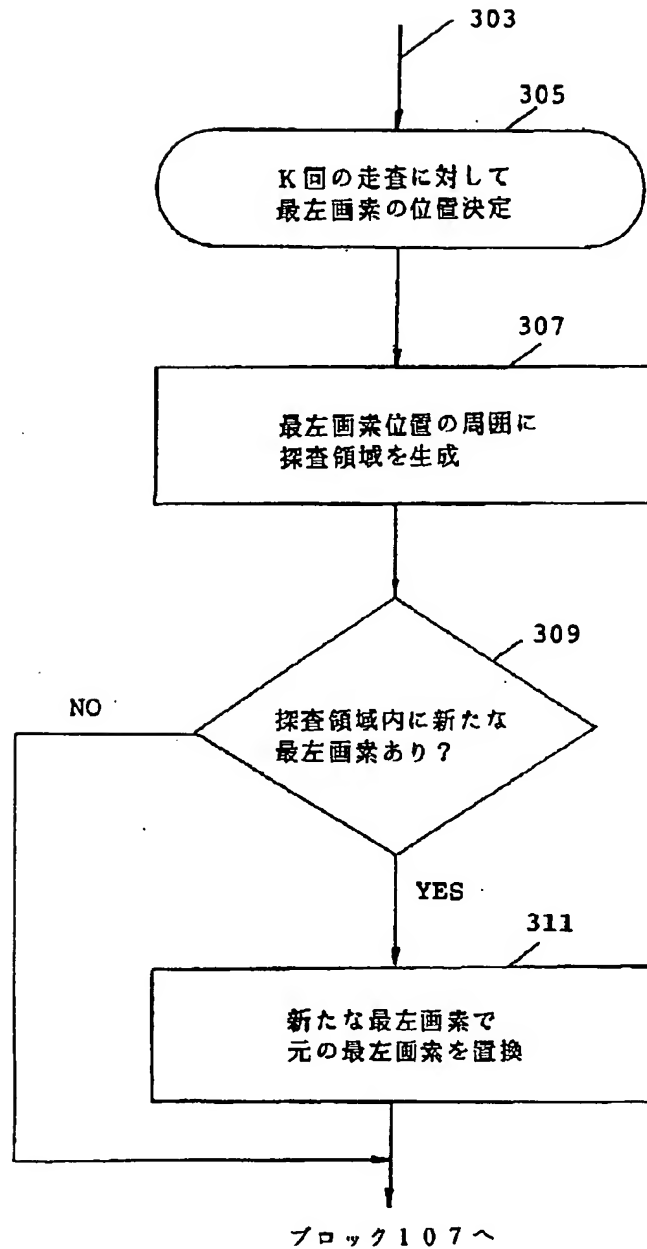 303
305
K回の走査に対して
最左画素の位置決定
307
最左画素位置の周囲に
探査領域を生成
309
NO
探査領域内に新たな
最左画素あり?
YES
311
新たな最左画素で
元の最左画素を置換
ブロック107へ